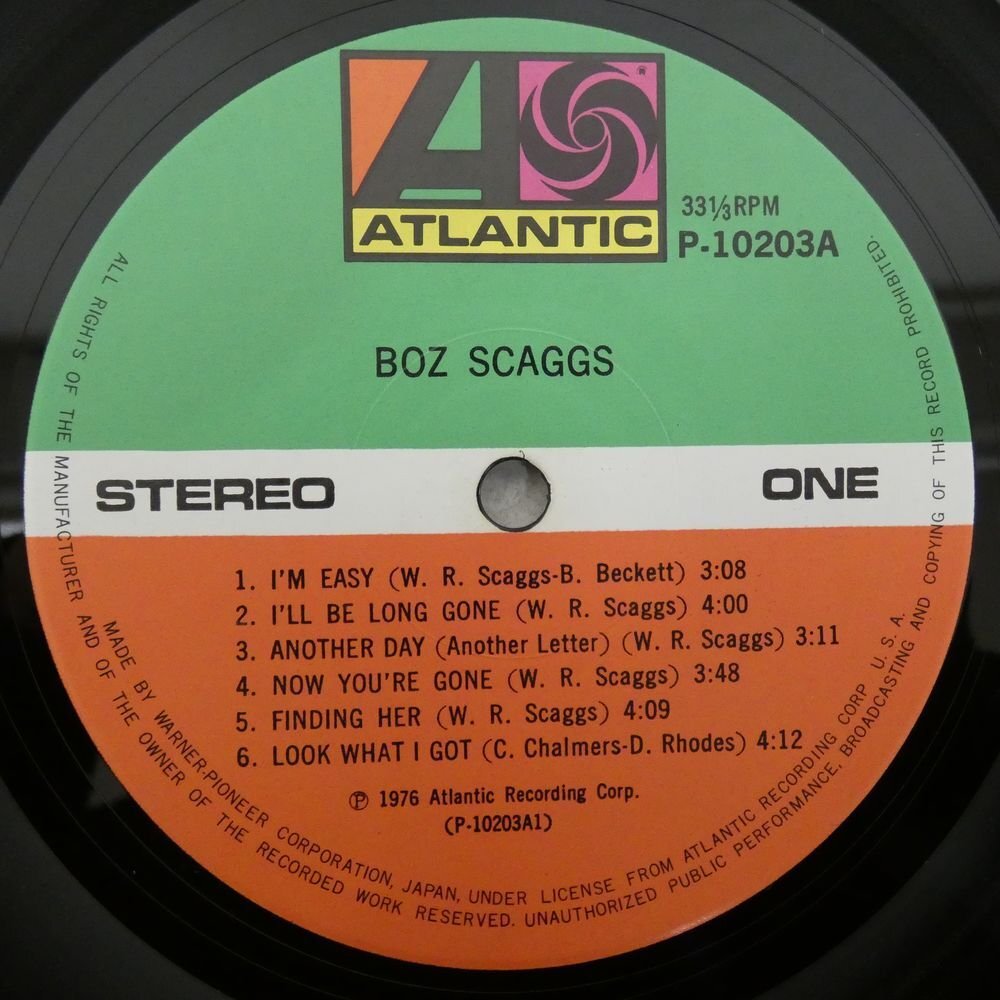 ATLANTIC
®
33⅓RPM
P-10203A
BOZ SCAGGS
STEREO
ONE
1. I'M EASY (W. R. Scaggs-B. Beckett) 3:08
2. I'LL BE LONG GONE (W. R. Scaggs) 4:00
3. ANOTHER DAY (Another Letter) (W. R. Scaggs) 3:11
4. NOW YOU'RE GONE (W. R. Scaggs) 3:48
5. FINDING HER (W. R. Scaggs) 4:09
6. LOOK WHAT I GOT (C. Chalmers-D. Rhodes) 4:12
℗ 1976 Atlantic Recording Corp.
(P-10203A1)
MADE BY WARNER-PIONEER CORPORATION, JAPAN, UNDER LICENSE FROM ATLANTIC RECORDING CORP. U. S. A.
ALL RIGHTS OF THE MANUFACTURER AND OF THE OWNER OF THE RECORDED WORK RESERVED. UNAUTHORIZED PUBLIC PERFORMANCE, BROADCASTING AND COPYING OF THIS RECORD PROHIBITED.